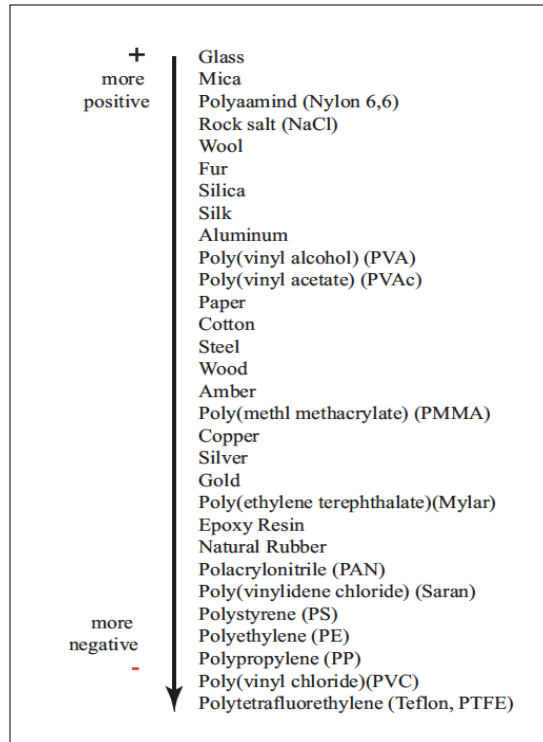 +
more
positive
Glass
Mica
Polyaamind (Nylon 6,6)
Rock salt (NaCl)
Wool
Fur
Silica
Silk
Aluminum
Poly(vinyl alcohol) (PVA)
Poly(vinyl acetate) (PVAc)
Paper
Cotton
Steel
Wood
Amber
Poly(methl methacrylate) (PMMA)
Copper
Silver
Gold
Poly(ethylene terephthalate)(Mylar)
Epoxy Resin
Natural Rubber
Polacrylonitrile (PAN)
Poly(vinylidene chloride) (Saran)
Polystyrene (PS)
Polyethylene (PE)
Polypropylene (PP)
Poly(vinyl chloride)(PVC)
Polytetrafluorethylene (Teflon, PTFE)
more
negative
-